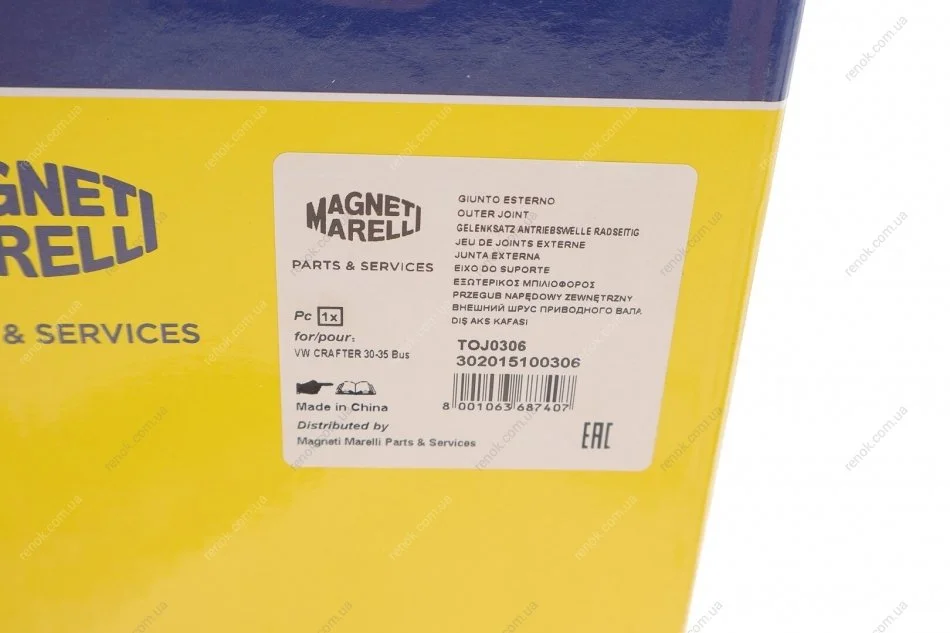 GNETI
RELLI
& SERVICES
MAGNETI
MARELLI
PARTS & SERVICES
Pc 1x
for/pour:
VW CRAFTER 30-35 Bus
Made in China
Distributed by
Magneti Marelli Parts & Services
GIUNTO ESTERNO
OUTER JOINT
GELENKSATZ ANTRIEBSWELLE RADSEITIG
JEU DE JOINTS EXTERNE
JUNTA EXTERNA
EIXO DO SUPORTE
ΕΞΩΤΕΡΙΚΟΣ ΜΠΙΛΙΟΦΟΡΟΣ
PRZEGUB NAPĘDOWY ZEWNĘTRZNY
ВНЕШНИЙ ШРУС ПРИВОДНОГО ВАЛА
DIŞ AKS KAFASI
TOJ0306
302015100306
8 001063 687407
EAC
renok.com.ua